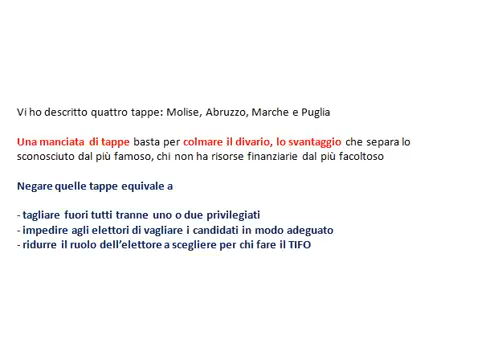 Vi ho descritto quattro tappe: Molise, Abruzzo, Marche e Puglia
Una manciata di tappe basta per colmare il divario, lo svantaggio che separa lo
sconosciuto dal più famoso, chi non ha risorse finanziarie dal più facoltoso
Negare quelle tappe equivale a
- tagliare fuori tutti tranne uno o due privilegiati
- impedire agli elettori di vagliare i candidati in modo adeguato
- ridurre il ruolo dell'elettore a scegliere per chi fare il TIFO